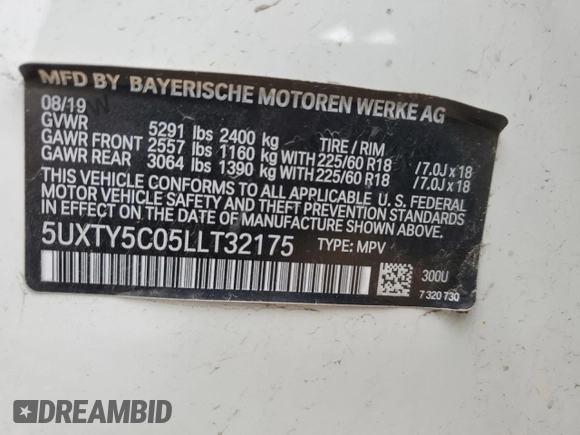 MFD BY BAYERISCHE MOTOREN WERKE AG
08/19
GVWR 5291 lbs 2400 kg TIRE / RIM
GAWR FRONT 2557 lbs 1160 kg WITH 225/60 R18 /7.0J x 18
GAWR REAR 3064 lbs 1390 kg WITH 225/60 R18 /7.0J x 18
THIS VEHICLE CONFORMS TO ALL APPLICABLE U. S. FEDERAL
MOTOR VEHICLE SAFETY AND THEFT PREVENTION STANDARDS
IN EFFECT ON THE DATE OF MANUFACTURE SHOWN ABOVE.
5UXTY5C05LLT32175 TYPE: MPV
300U
7 320 730
DREAMBID